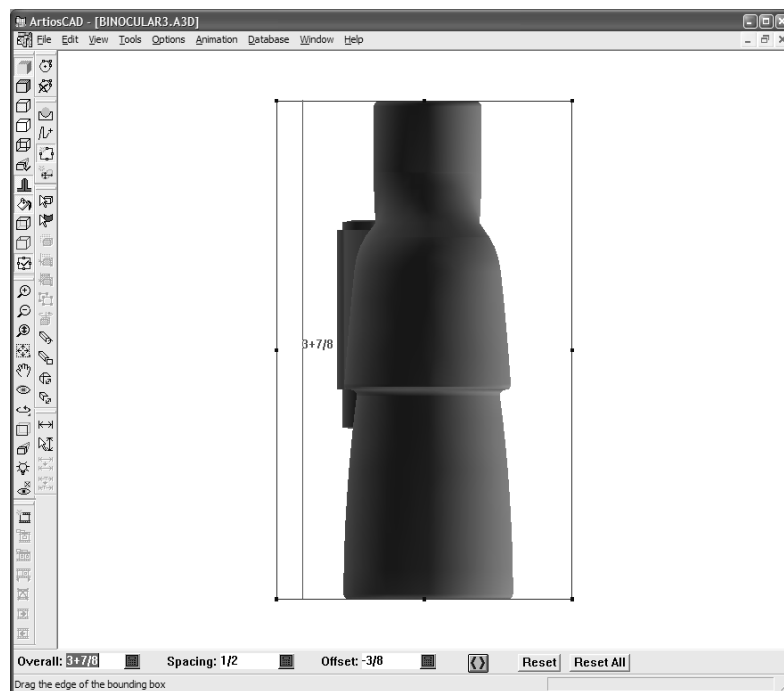 ArtiosCAD - [BINOCULAR3.A3D]
File Edit View Tools Options Animation Database Window Help
3+7/8
Overall: 3+7/8 Spacing: 1/2 Offset: -3/8 Reset Reset All
Drag the edge of the bounding box